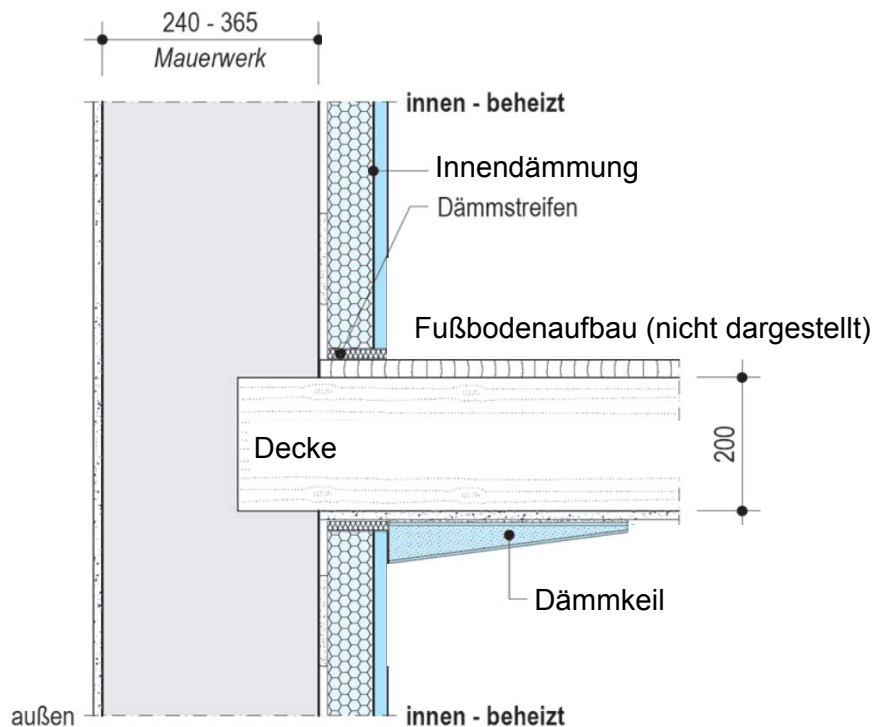 240 - 365
Mauerwerk
innen - beheizt
Innendämmung
Dämmstreifen
Fußbodenaufbau (nicht dargestellt)
Decke
200
Dämmkeil
außen
innen - beheizt